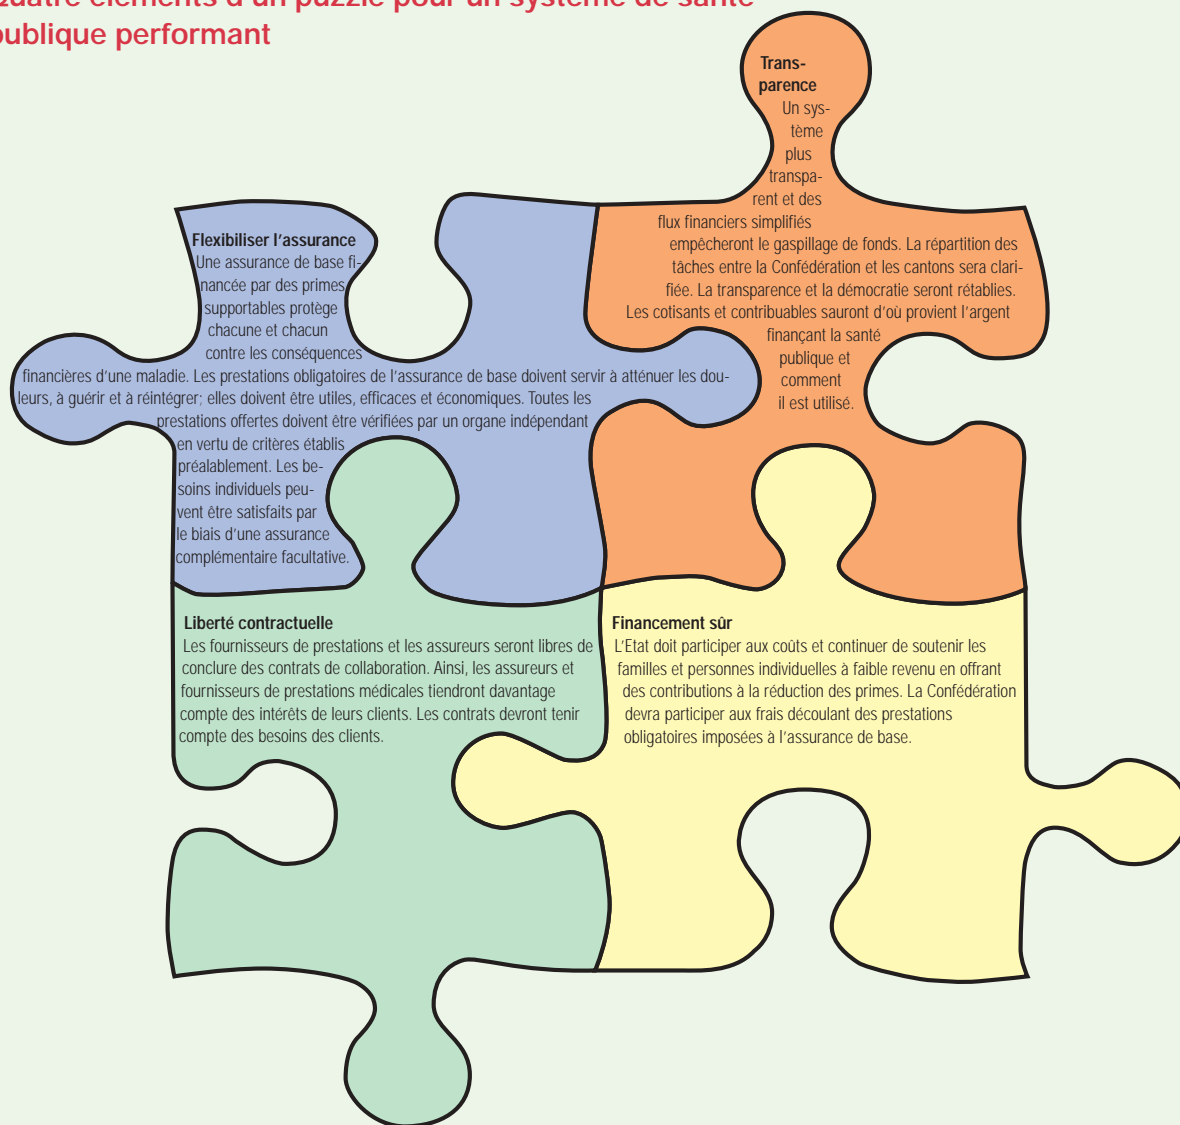 Quatre éléments d'un puzzle pour un système de santé
publique performant
Flexibiliser l'assurance
Une assurance de base fi-
nancée par des primes
supportables protège
chacune et chacun
contre les conséquences
financières d'une maladie. Les prestations obligatoires de l'assurance de base doivent servir à atténuer les dou-
leurs, à guérir et à réintégrer; elles doivent être utiles, efficaces et économiques. Toutes les
prestations offertes doivent être vérifiées par un organe indépendant
en vertu de critères établis
préalablement. Les be-
soins individuels peu-
vent être satisfaits par
le biais d'une assurance
complémentaire facultative.
Trans-
parence
Un sys-
tème
plus
transpa-
rent et des
flux financiers simplifiés
empêcheront le gaspillage de fonds. La répartition des
tâches entre la Confédération et les cantons sera clari-
fiée. La transparence et la démocratie seront rétablies.
Les cotisants et contribuables sauront d'où provient l'argent
finançant la santé
publique et
comment
il est utilisé.
Liberté contractuelle
Les fournisseurs de prestations et les assureurs seront libres de
conclure des contrats de collaboration. Ainsi, les assureurs et
fournisseurs de prestations médicales tiendront davantage
compte des intérêts de leurs clients. Les contrats devront tenir
compte des besoins des clients.
Financement sûr
L'Etat doit participer aux coûts et continuer de soutenir les
familles et personnes individuelles à faible revenu en offrant
des contributions à la réduction des primes. La Confédération
devra participer aux frais découlant des prestations
obligatoires imposées à l'assurance de base.